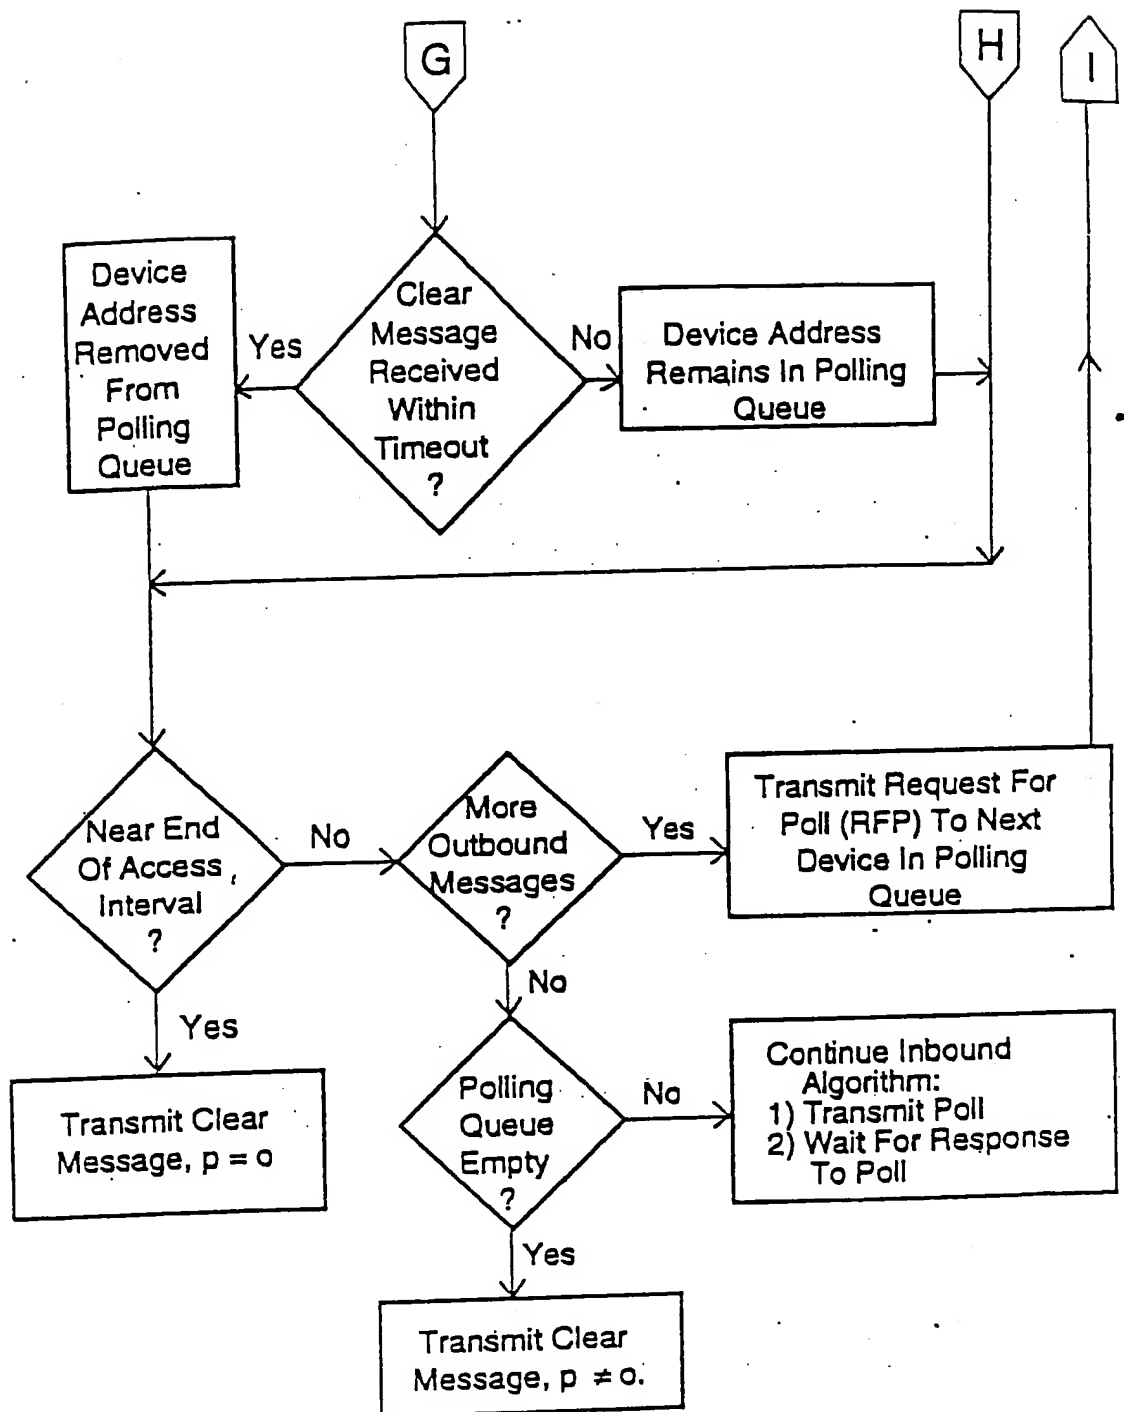 G
H
I
Device
Address
Removed
From
Polling
Queue
Yes
Clear
Message
Received
Within
Timeout
?
No
Device Address
Remains In Polling
Queue
Near End
Of Access
Interval
?
No
More
Outbound
Messages
?
Yes
Transmit Request For
Poll (RFP) To Next
Device In Polling
Queue
Yes
No
Transmit Clear
Message, p = o
Polling
Queue
Empty
?
No
Continue Inbound
Algorithm:
1) Transmit Poll
2) Wait For Response
To Poll
Yes
Transmit Clear
Message, p ≠ o.